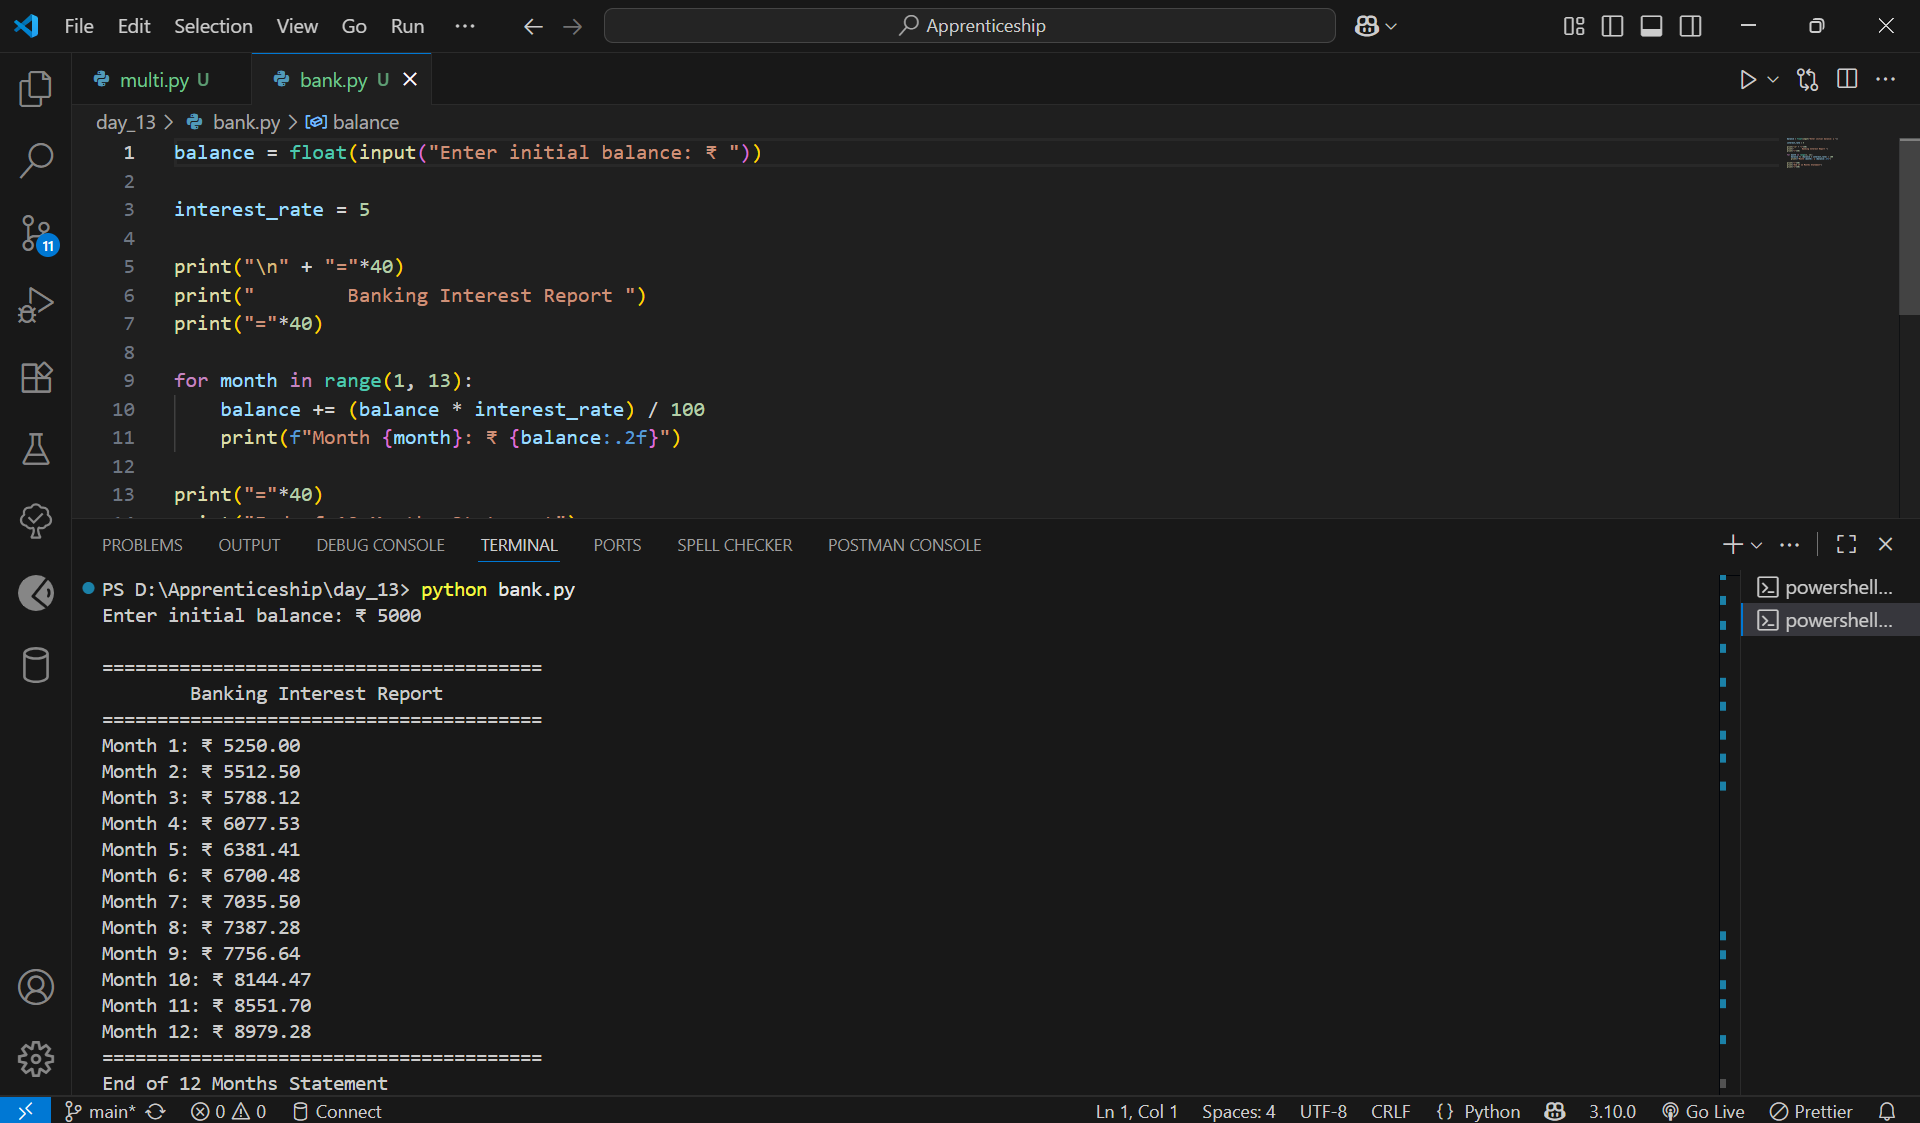 File Edit Selection View Go Run ···
Apprenticeship
multi.py U
bank.py U
day_13 > bank.py > balance
1 balance = float(input("Enter initial balance: ₹ "))
2
3 interest_rate = 5
4
5 print("\n" + "="*40)
6 print("        Banking Interest Report ")
7 print("="*40)
8
9 for month in range(1, 13):
10     balance += (balance * interest_rate) / 100
11     print(f"Month {month}: ₹ {balance:.2f}")
12
13 print("="*40)
11
PROBLEMS OUTPUT DEBUG CONSOLE TERMINAL PORTS SPELL CHECKER POSTMAN CONSOLE
PS D:\Apprenticeship\day_13> python bank.py
Enter initial balance: ₹ 5000
========================================
        Banking Interest Report
========================================
Month 1: ₹ 5250.00
Month 2: ₹ 5512.50
Month 3: ₹ 5788.12
Month 4: ₹ 6077.53
Month 5: ₹ 6381.41
Month 6: ₹ 6700.48
Month 7: ₹ 7035.50
Month 8: ₹ 7387.28
Month 9: ₹ 7756.64
Month 10: ₹ 8144.47
Month 11: ₹ 8551.70
Month 12: ₹ 8979.28
========================================
End of 12 Months Statement
powershell...
powershell...
main* 0 0 Connect Ln 1, Col 1 Spaces: 4 UTF-8 CRLF {} Python 3.10.0 Go Live Prettier